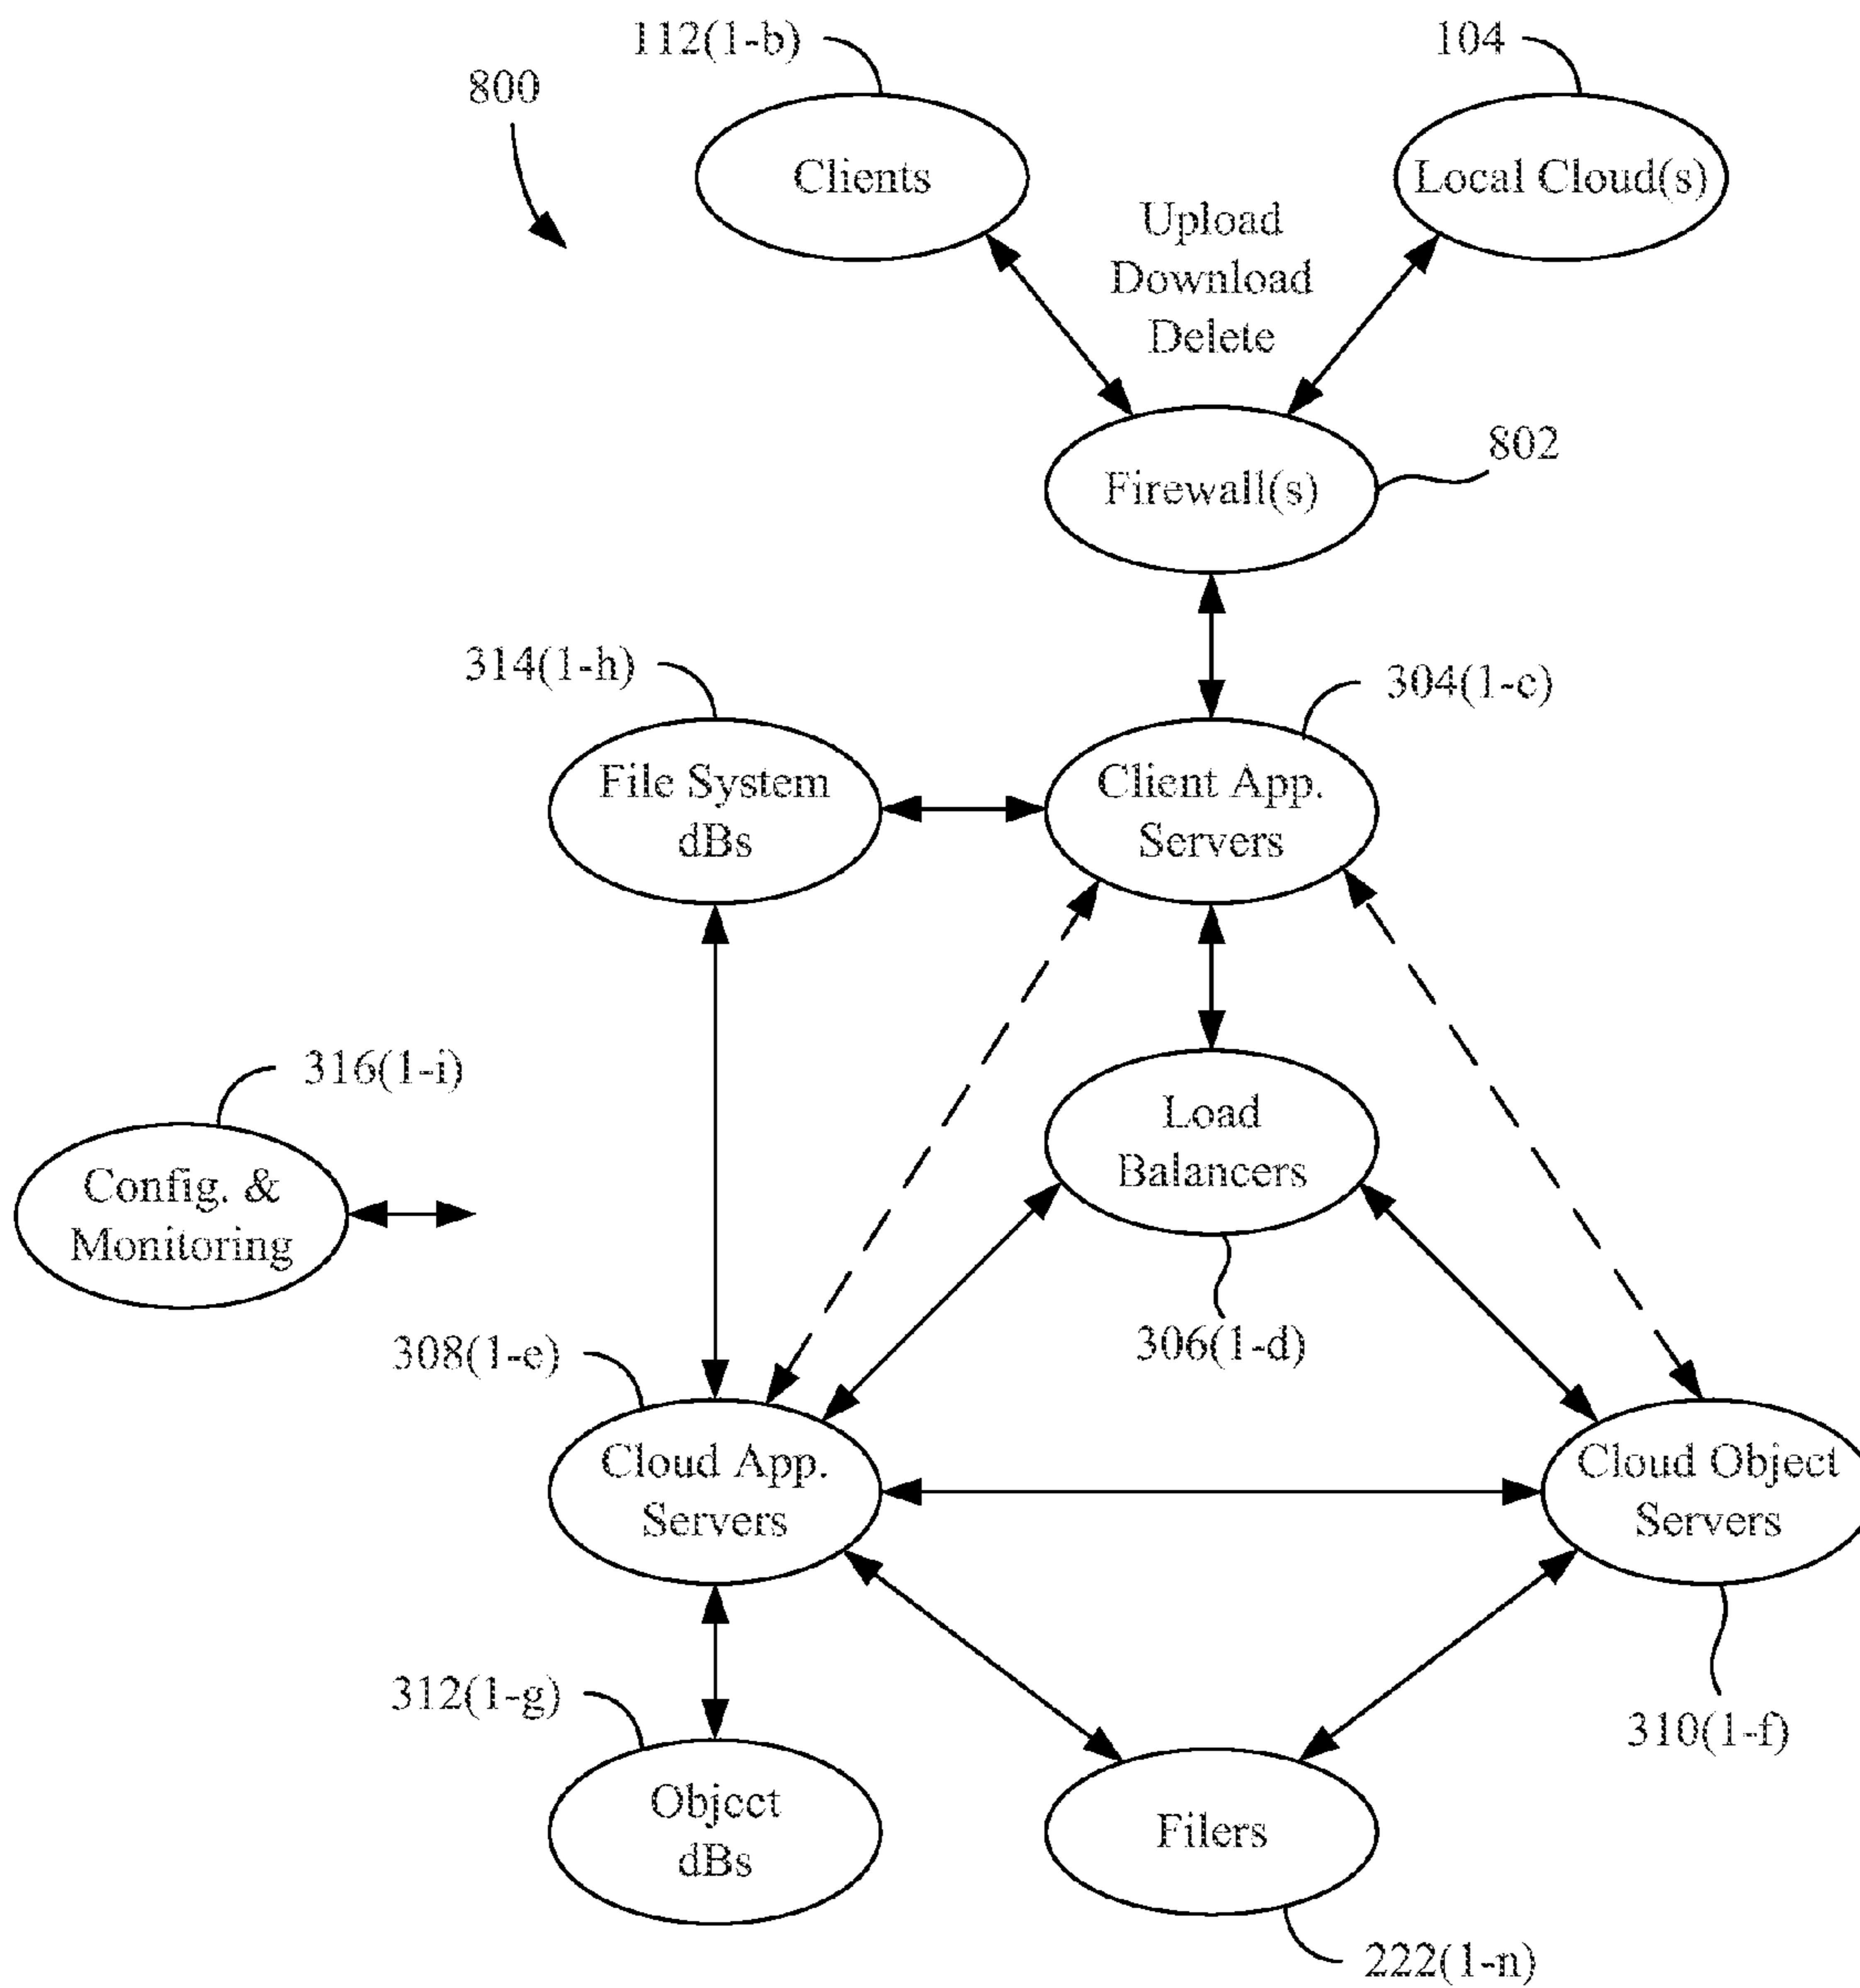 112(1-b)
104
800
Clients
Local Cloud(s)
Upload
Download
Delete
802
Firewall(s)
314(1-h)
304(1-c)
File System
dBs
Client App.
Servers
316(1-i)
Load
Balancers
Config. &
Monitoring
308(1-e)
306(1-d)
Cloud App.
Servers
Cloud Object
Servers
312(1-g)
310(1-f)
Object
dBs
Filers
222(1-n)